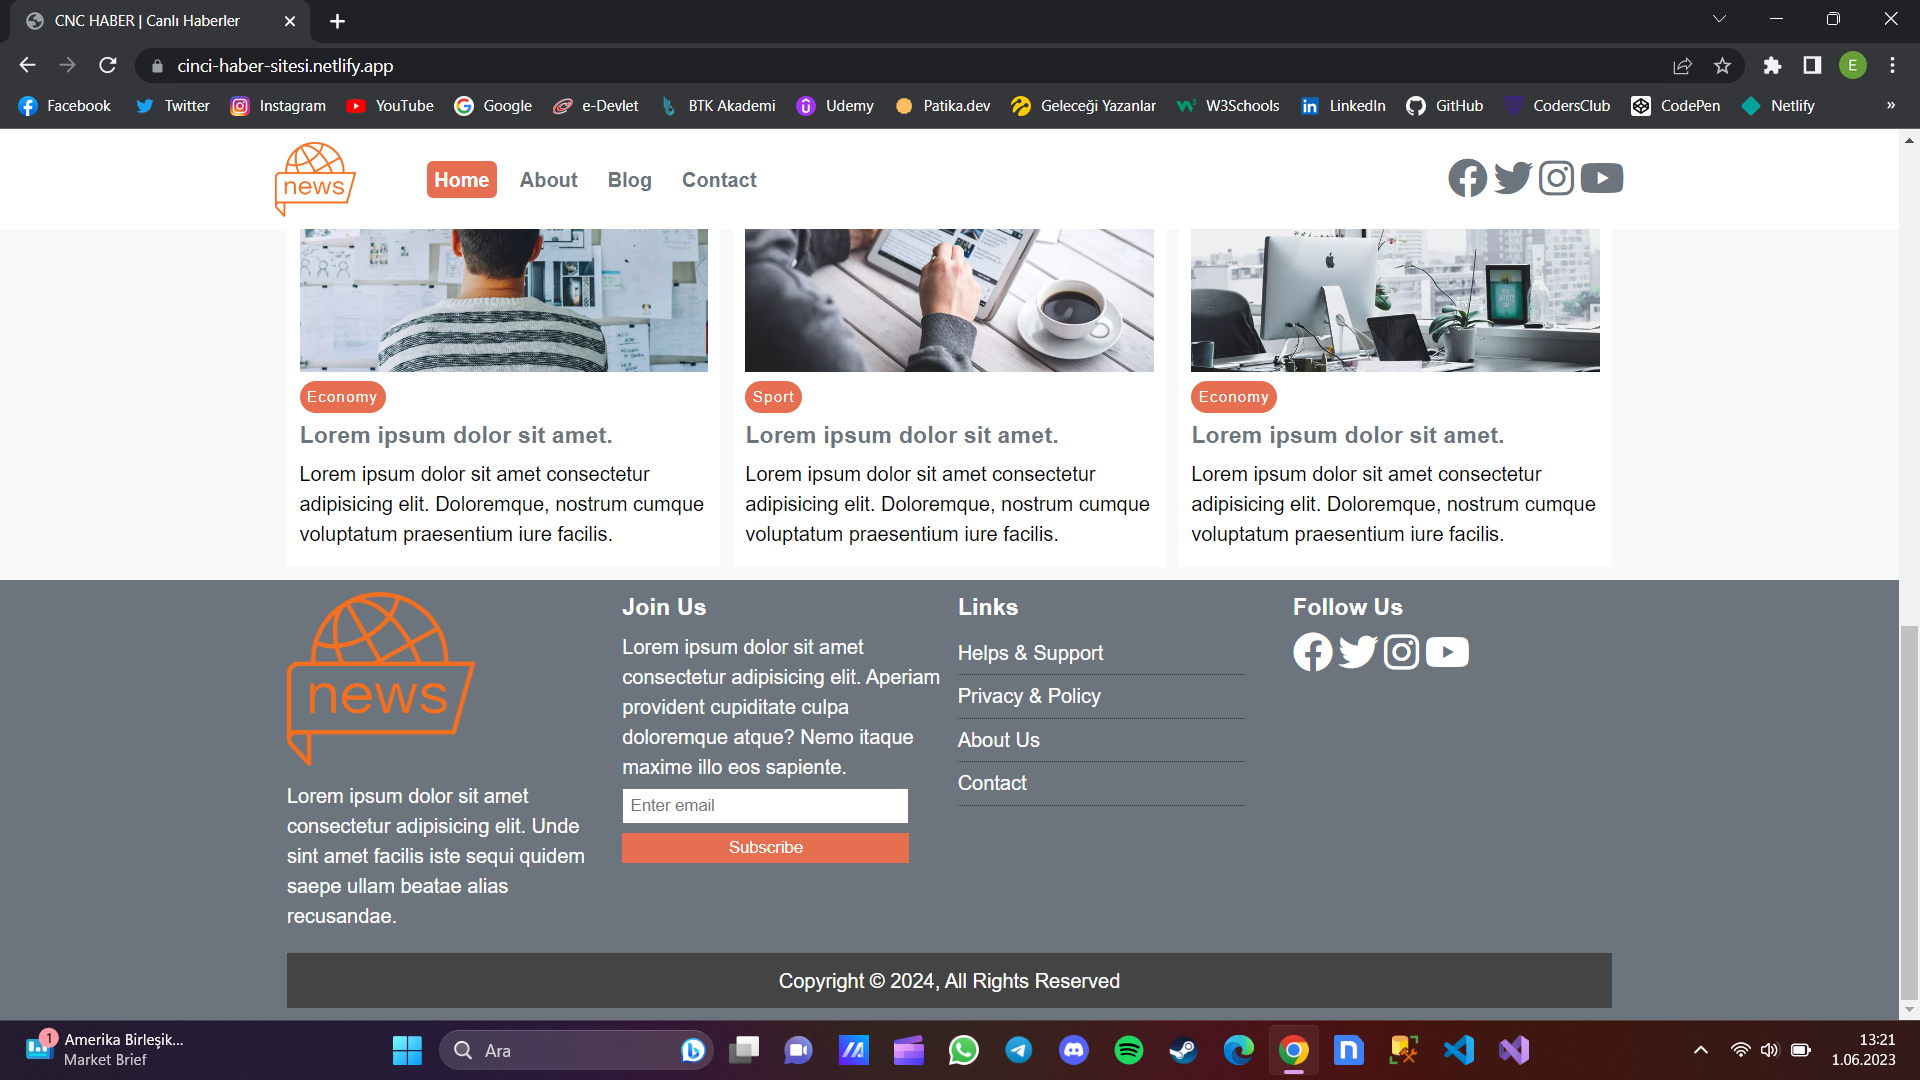 CNC HABER | Canlı Haberler
cinci-haber-sitesi.netlify.app
E
Facebook Twitter Instagram YouTube Google e-Devlet BTK Akademi Udemy Patika.dev Geleceği Yazanlar W3Schools LinkedIn GitHub CodersClub CodePen Netlify »
news
Home About Blog Contact
Economy
Lorem ipsum dolor sit amet.
Lorem ipsum dolor sit amet consectetur
adipisicing elit. Doloremque, nostrum cumque
voluptatum praesentium iure facilis.
Sport
Lorem ipsum dolor sit amet.
Lorem ipsum dolor sit amet consectetur
adipisicing elit. Doloremque, nostrum cumque
voluptatum praesentium iure facilis.
Economy
Lorem ipsum dolor sit amet.
Lorem ipsum dolor sit amet consectetur
adipisicing elit. Doloremque, nostrum cumque
voluptatum praesentium iure facilis.
news
Lorem ipsum dolor sit amet
consectetur adipisicing elit. Unde
sint amet facilis iste sequi quidem
saepe ullam beatae alias
recusandae.
Join Us
Lorem ipsum dolor sit amet
consectetur adipisicing elit. Aperiam
provident cupiditate culpa
doloremque atque? Nemo itaque
maxime illo eos sapiente.
Enter email
Subscribe
Links
Helps & Support
Privacy & Policy
About Us
Contact
Follow Us
Copyright © 2024, All Rights Reserved
1
Amerika Birleşik...
Market Brief
Ara
13:21
1.06.2023